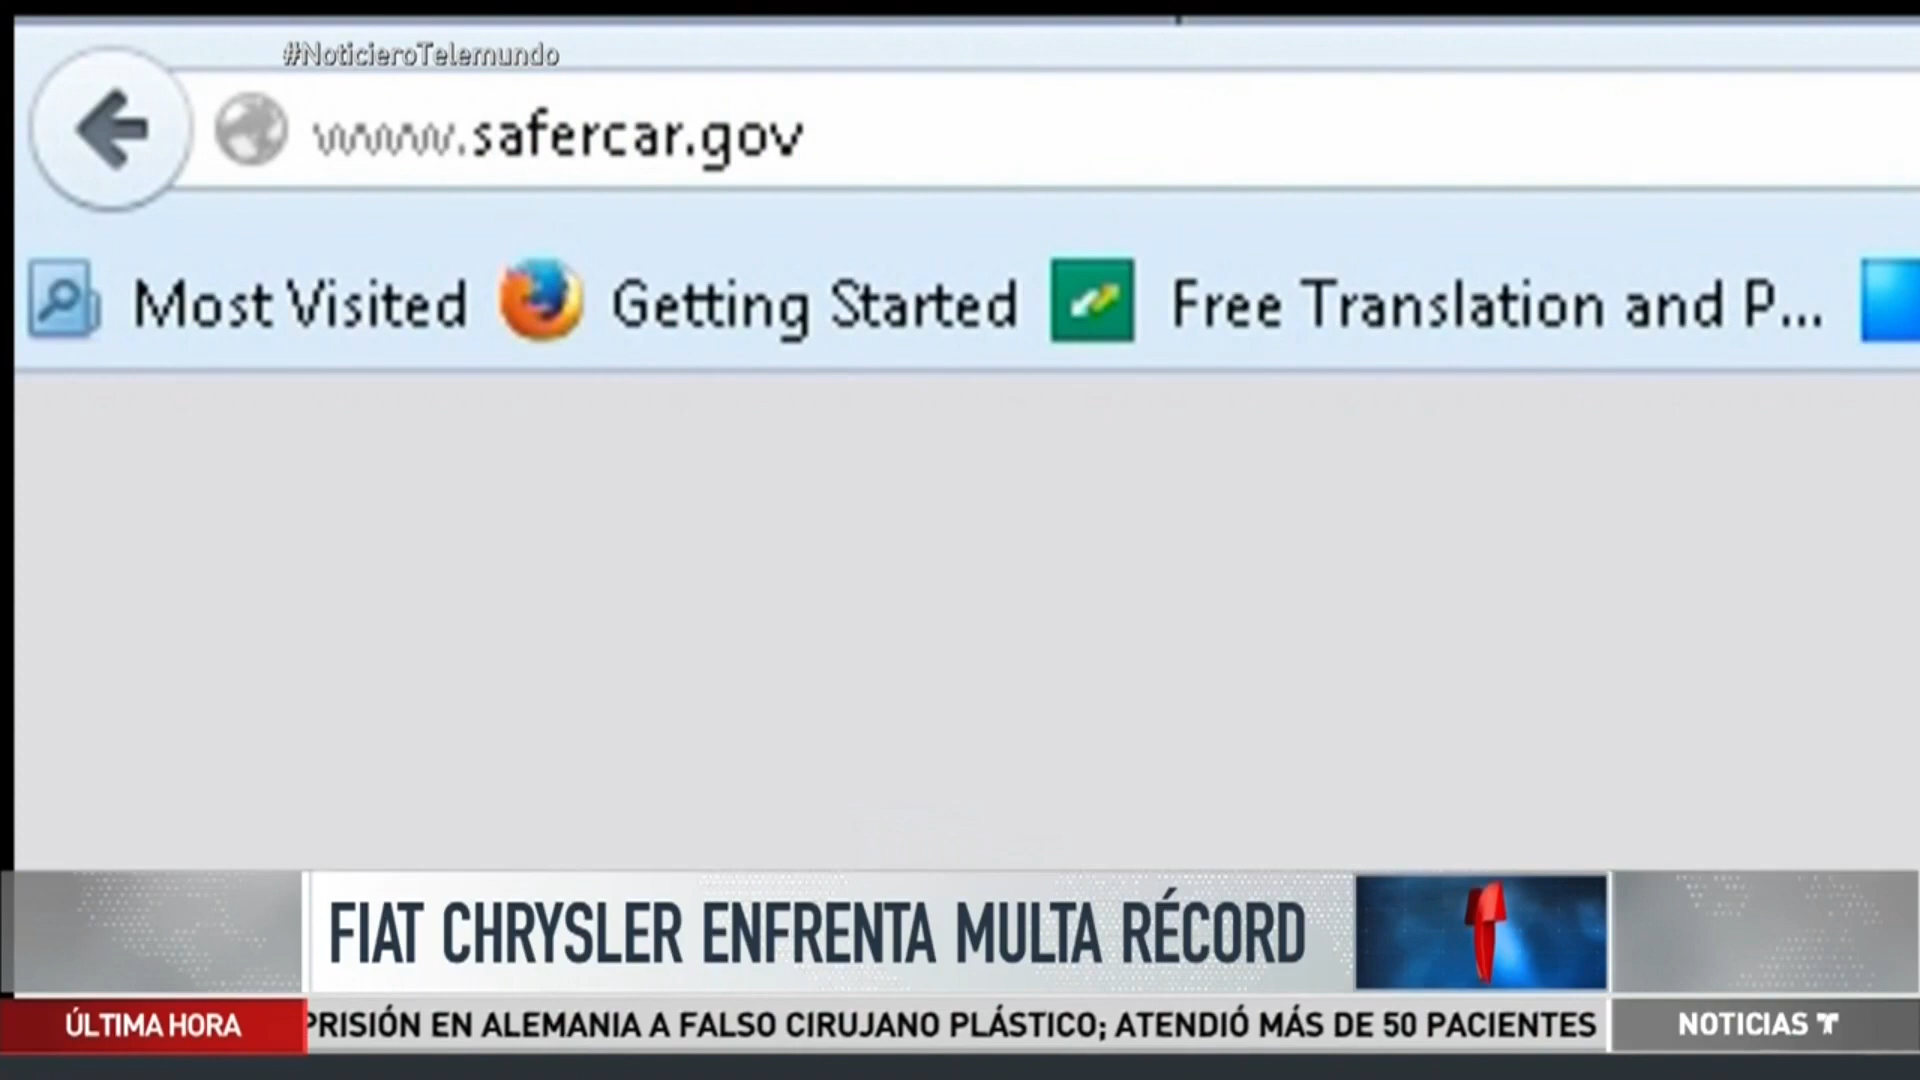 #NoticieroTelemundo
www.safercar.gov
Most Visited Getting Started Free Translation and P...
FIAT CHRYSLER ENFRENTA MULTA RÉCORD
ÚLTIMA HORA PRISIÓN EN ALEMANIA A FALSO CIRUJANO PLÁSTICO; ATENDIÓ MÁS DE 50 PACIENTES NOTICIAS T